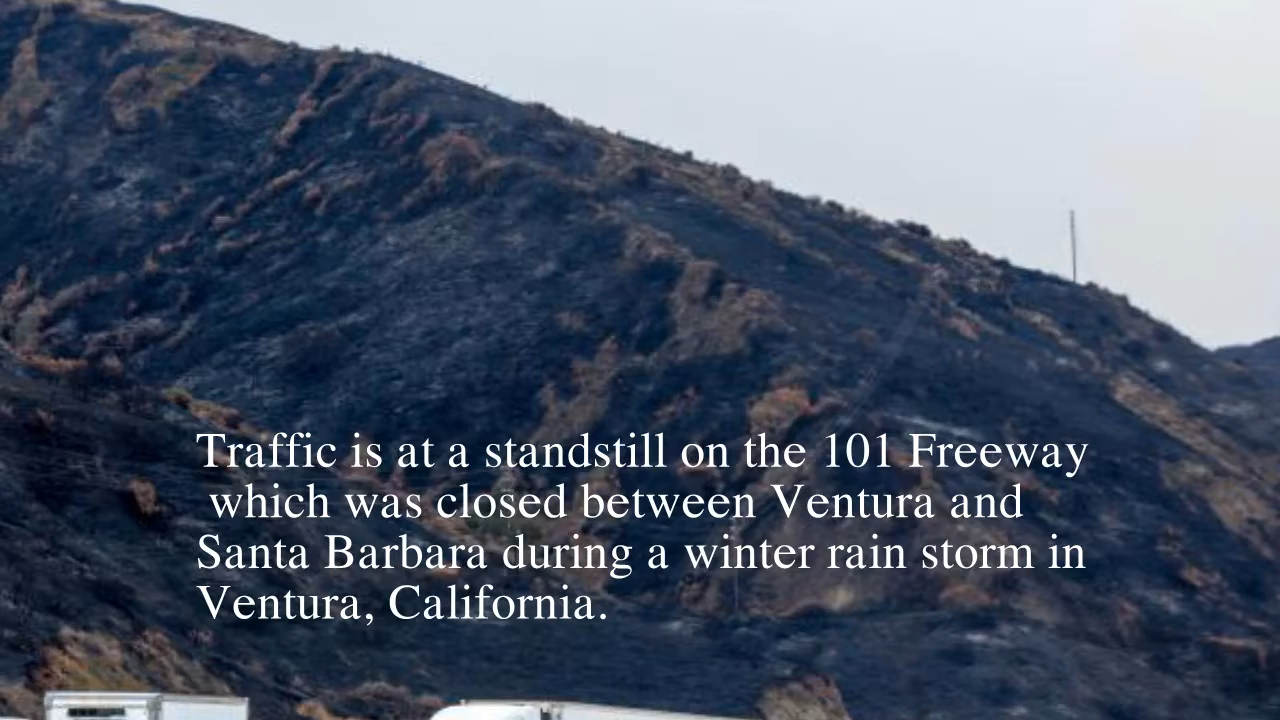 Traffic is at a standstill on the 101 Freeway
which was closed between Ventura and
Santa Barbara during a winter rain storm in
Ventura, California.